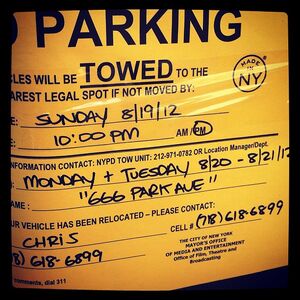 PARKING
CLES WILL BE TOWED TO THE
AREST LEGAL SPOT IF NOT MOVED BY:
MADE IN NY
E: SUNDAY 8/19/12
10:00 PM AM/PM
INFORMATION CONTACT: NYPD TOW UNIT: 212-971-0782 OR Location Manager/Dept.
MONDAY + TUESDAY 8/20 - 8/21/12
"666 PARK AVE"
NAME:
UR VEHICLE HAS BEEN RELOCATED – PLEASE CONTACT:
CHRIS
CELL # (718) 618-6899
8) 618-6899
THE CITY OF NEW YORK
MAYOR'S OFFICE
OF MEDIA AND ENTERTAINMENT
Office of Film, Theatre and
Broadcasting
comments, dial 311